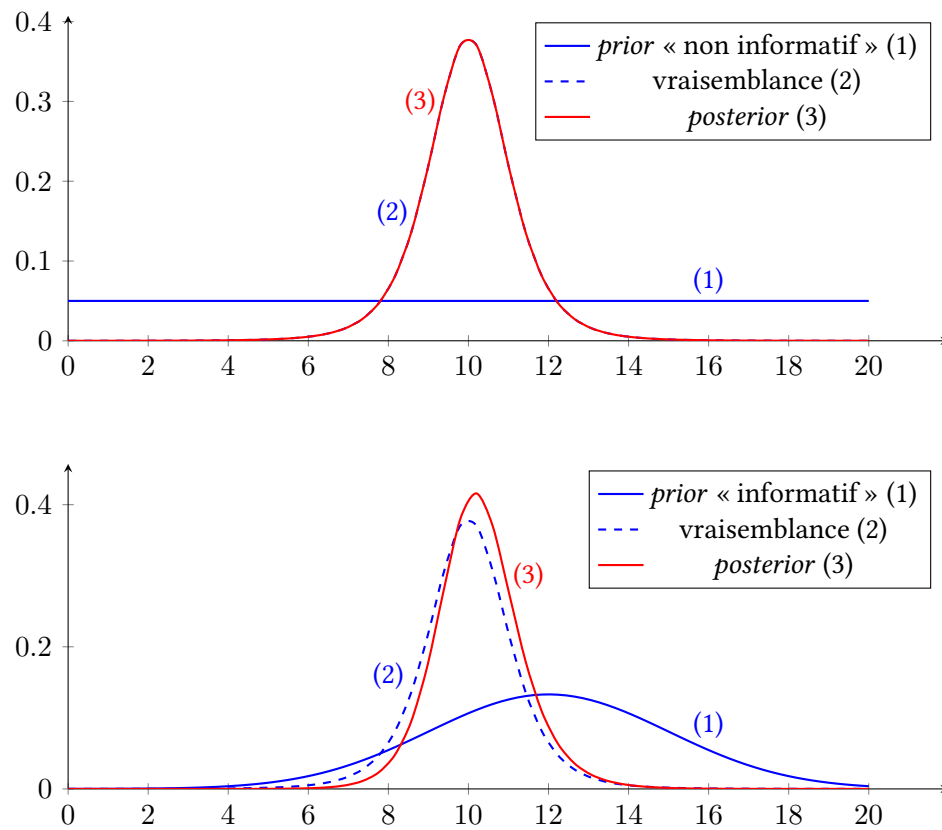 0.4
prior « non informatif » (1)
vraisemblance (2)
posterior (3)
0.3
(3)
0.2
(2)
0.1
(1)
0
0 2 4 6 8 10 12 14 16 18 20
prior « informatif » (1)
vraisemblance (2)
posterior (3)
0.4
(3)
0.2
(2)
(1)
0
0 2 4 6 8 10 12 14 16 18 20